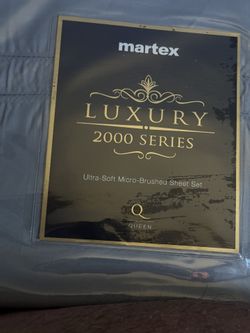 martex
LUXURY
2000 SERIES
Ultra-Soft Micro-Brushed Sheet Set
Q
QUEEN